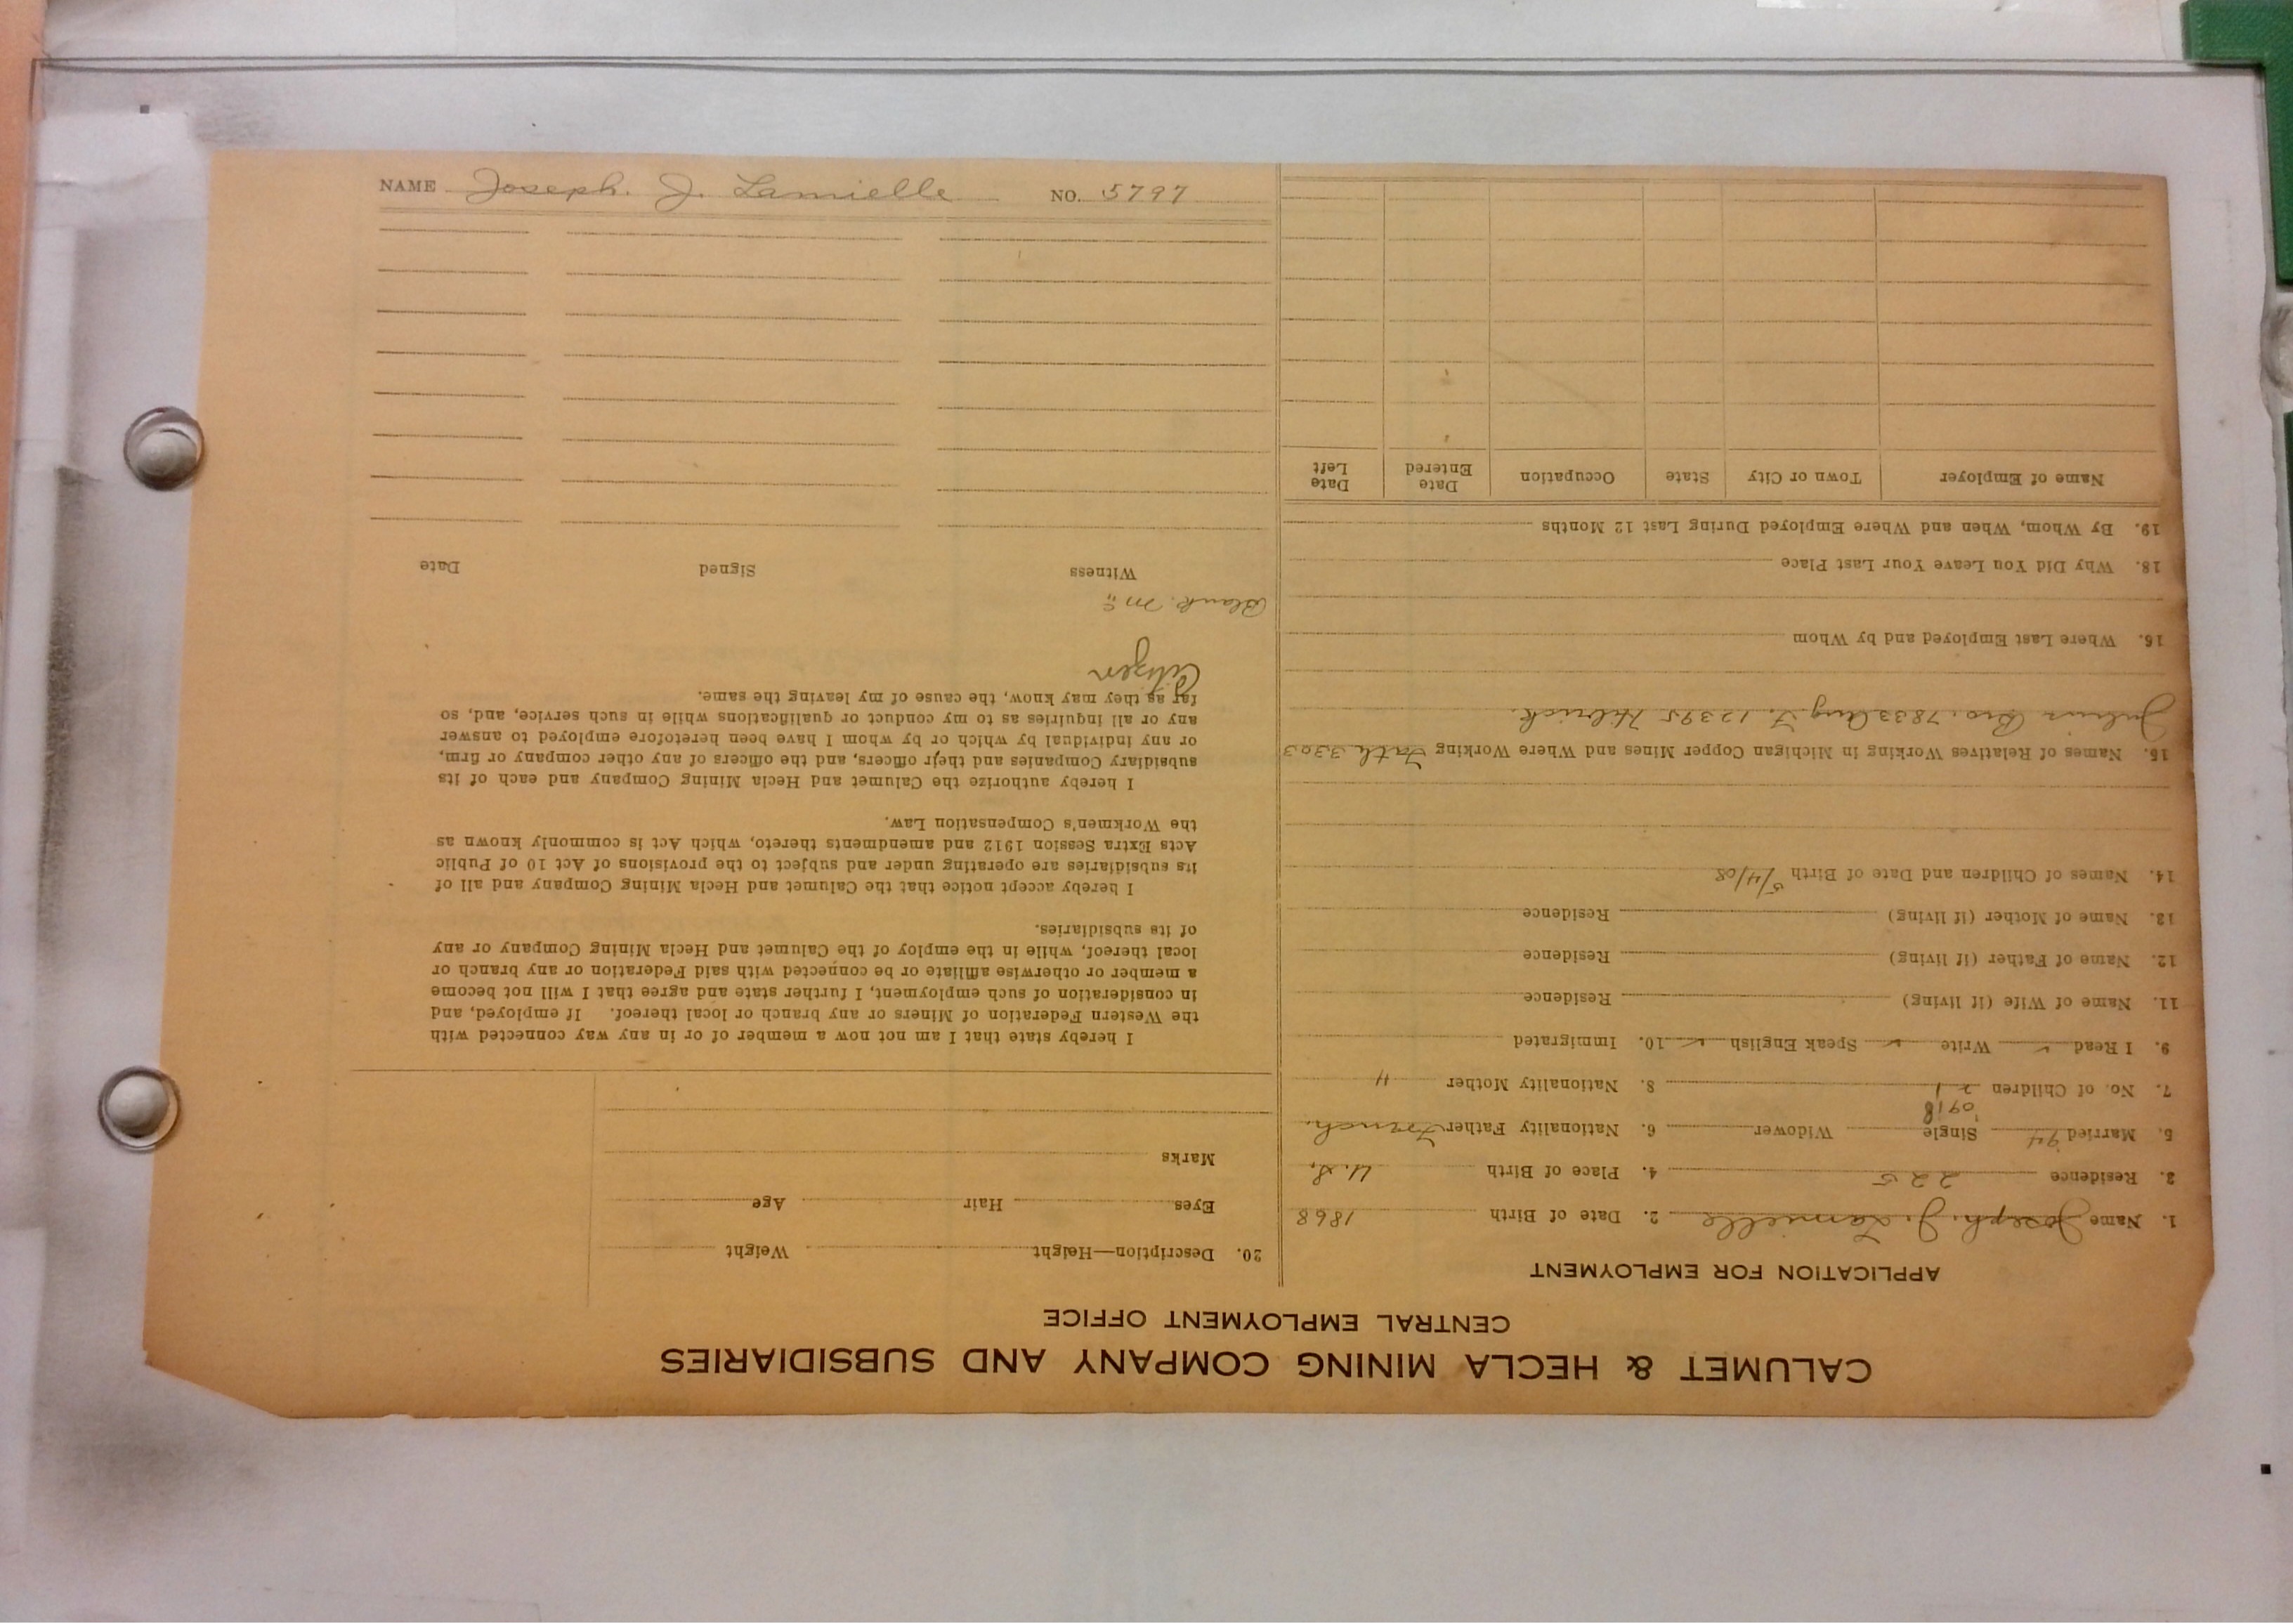 CALUMET & HECLA MINING COMPANY AND SUBSIDIARIES
CENTRAL EMPLOYMENT OFFICE
APPLICATION FOR EMPLOYMENT
1. Name Joseph. J. Lamielle 2. Date of Birth 1868
3. Residence 225 4. Place of Birth U.S.
5. Married 94 Single Widower 6. Nationality Father French.
0918
7. No. of Children 8. Nationality Mother "
9. I Read ✓ Write ✓ Speak English ✓ 10. Immigrated
11. Name of Wife (if living) Residence
12. Name of Father (if living) Residence
13. Name of Mother (if living) Residence
14. Names of Children and Date of Birth 5/4/08
15. Names of Relatives Working in Michigan Copper Mines and Where Working 3303
Julius Bro. 7833 Aug. F. 12395
16. Where Last Employed and by Whom
18. Why Did You Leave Your Last Place
19. By Whom, When and Where Employed During Last 12 Months
Name of Employer Town or City State Occupation Date Entered Date Left
20. Description—Height Weight
Eyes Hair Age
Marks
I hereby state that I am not now a member of or in any way connected with
the Western Federation of Miners or any branch or local thereof. If employed, and
in consideration of such employment, I further state and agree that I will not become
a member or otherwise affiliate or be connected with said Federation or any branch or
local thereof, while in the employ of the Calumet and Hecla Mining Company or any
of its subsidiaries.
I hereby accept notice that the Calumet and Hecla Mining Company and all of
its subsidiaries are operating under and subject to the provisions of Act 10 of Public
Acts Extra Session 1912 and amendments thereto, which Act is commonly known as
the Workmen's Compensation Law.
I hereby authorize the Calumet and Hecla Mining Company and each of its
subsidiary Companies and their officers, and the officers of any other company or firm,
or any individual by which or by whom I have been heretofore employed to answer
any or all inquiries as to my conduct or qualifications while in such service, and, so
far as they may know, the cause of my leaving the same.
Citizen
Witness Signed Date
NAME Joseph. J. Lamielle NO. 5797